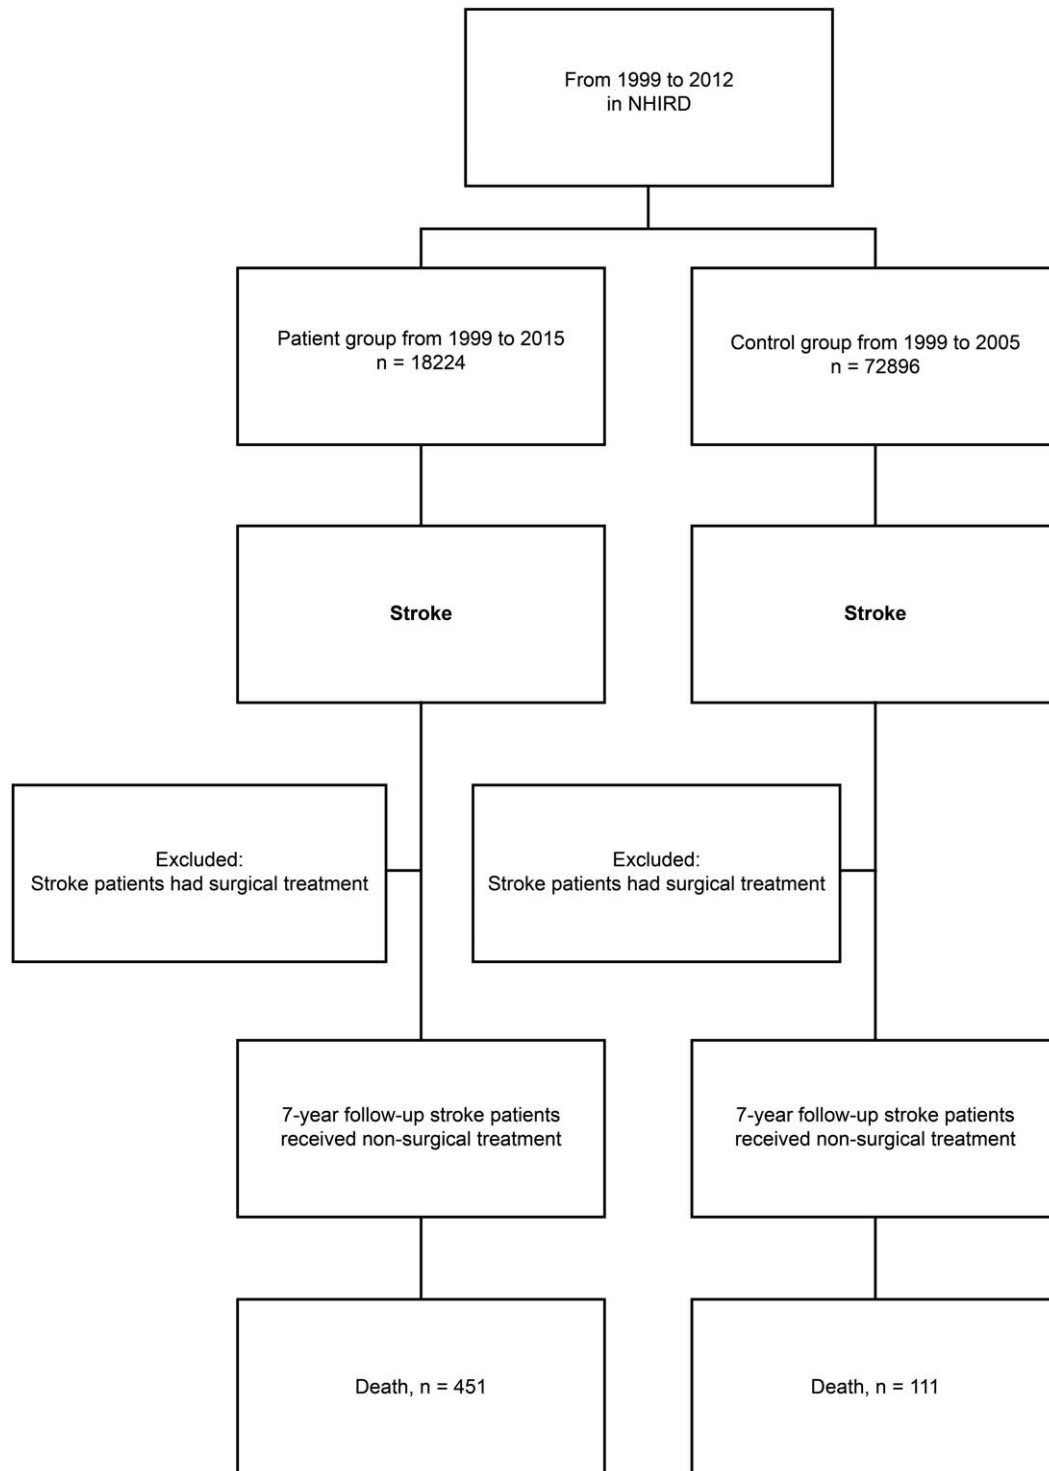 From 1999 to 2012
in NHIRD
Patient group from 1999 to 2015
n = 18224
Control group from 1999 to 2005
n = 72896
Stroke
Stroke
Excluded:
Stroke patients had surgical treatment
Excluded:
Stroke patients had surgical treatment
7-year follow-up stroke patients
received non-surgical treatment
7-year follow-up stroke patients
received non-surgical treatment
Death, n = 451
Death, n = 111